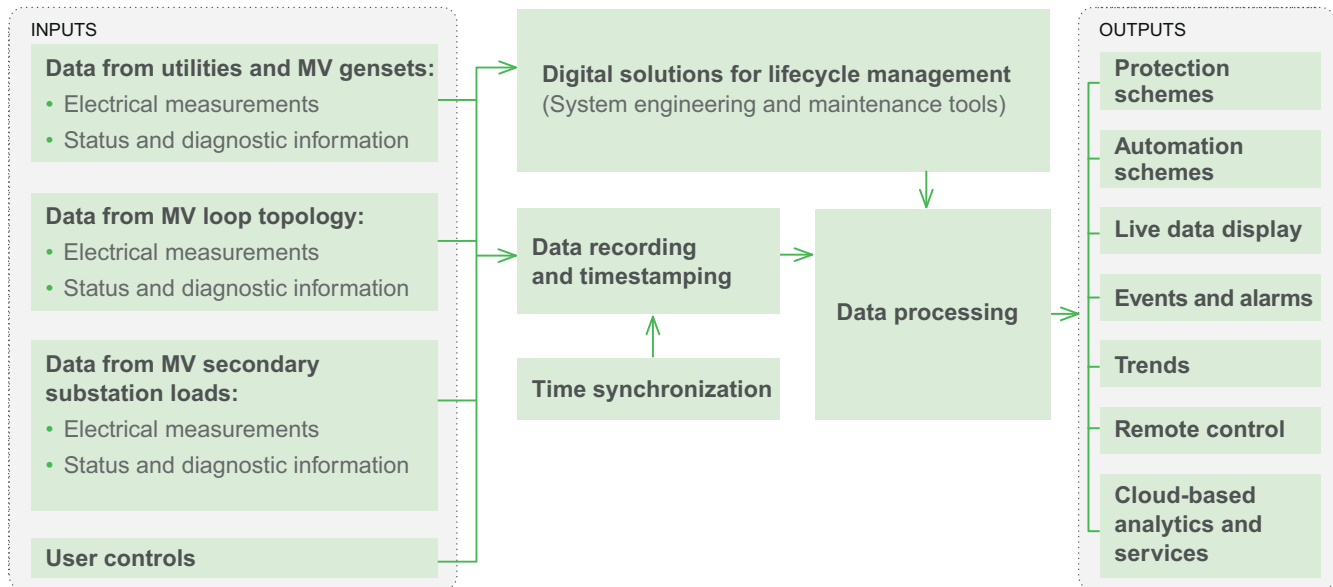 INPUTS
Data from utilities and MV gensets:
• Electrical measurements
• Status and diagnostic information
Data from MV loop topology:
• Electrical measurements
• Status and diagnostic information
Data from MV secondary
substation loads:
• Electrical measurements
• Status and diagnostic information
User controls
Digital solutions for lifecycle management
(System engineering and maintenance tools)
Data recording
and timestamping
Time synchronization
Data processing
OUTPUTS
Protection
schemes
Automation
schemes
Live data display
Events and alarms
Trends
Remote control
Cloud-based
analytics and
services